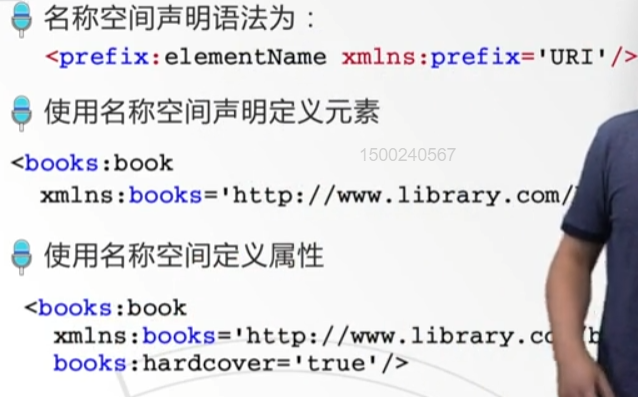 名称空间声明语法为：
<prefix:elementName xmlns:prefix='URI'/>
使用名称空间声明定义元素
<books:book
1500240567
xmlns:books='http://www.library.com/
使用名称空间定义属性
<books:book
xmlns:books='http://www.library.co
books:hardcover='true'/>